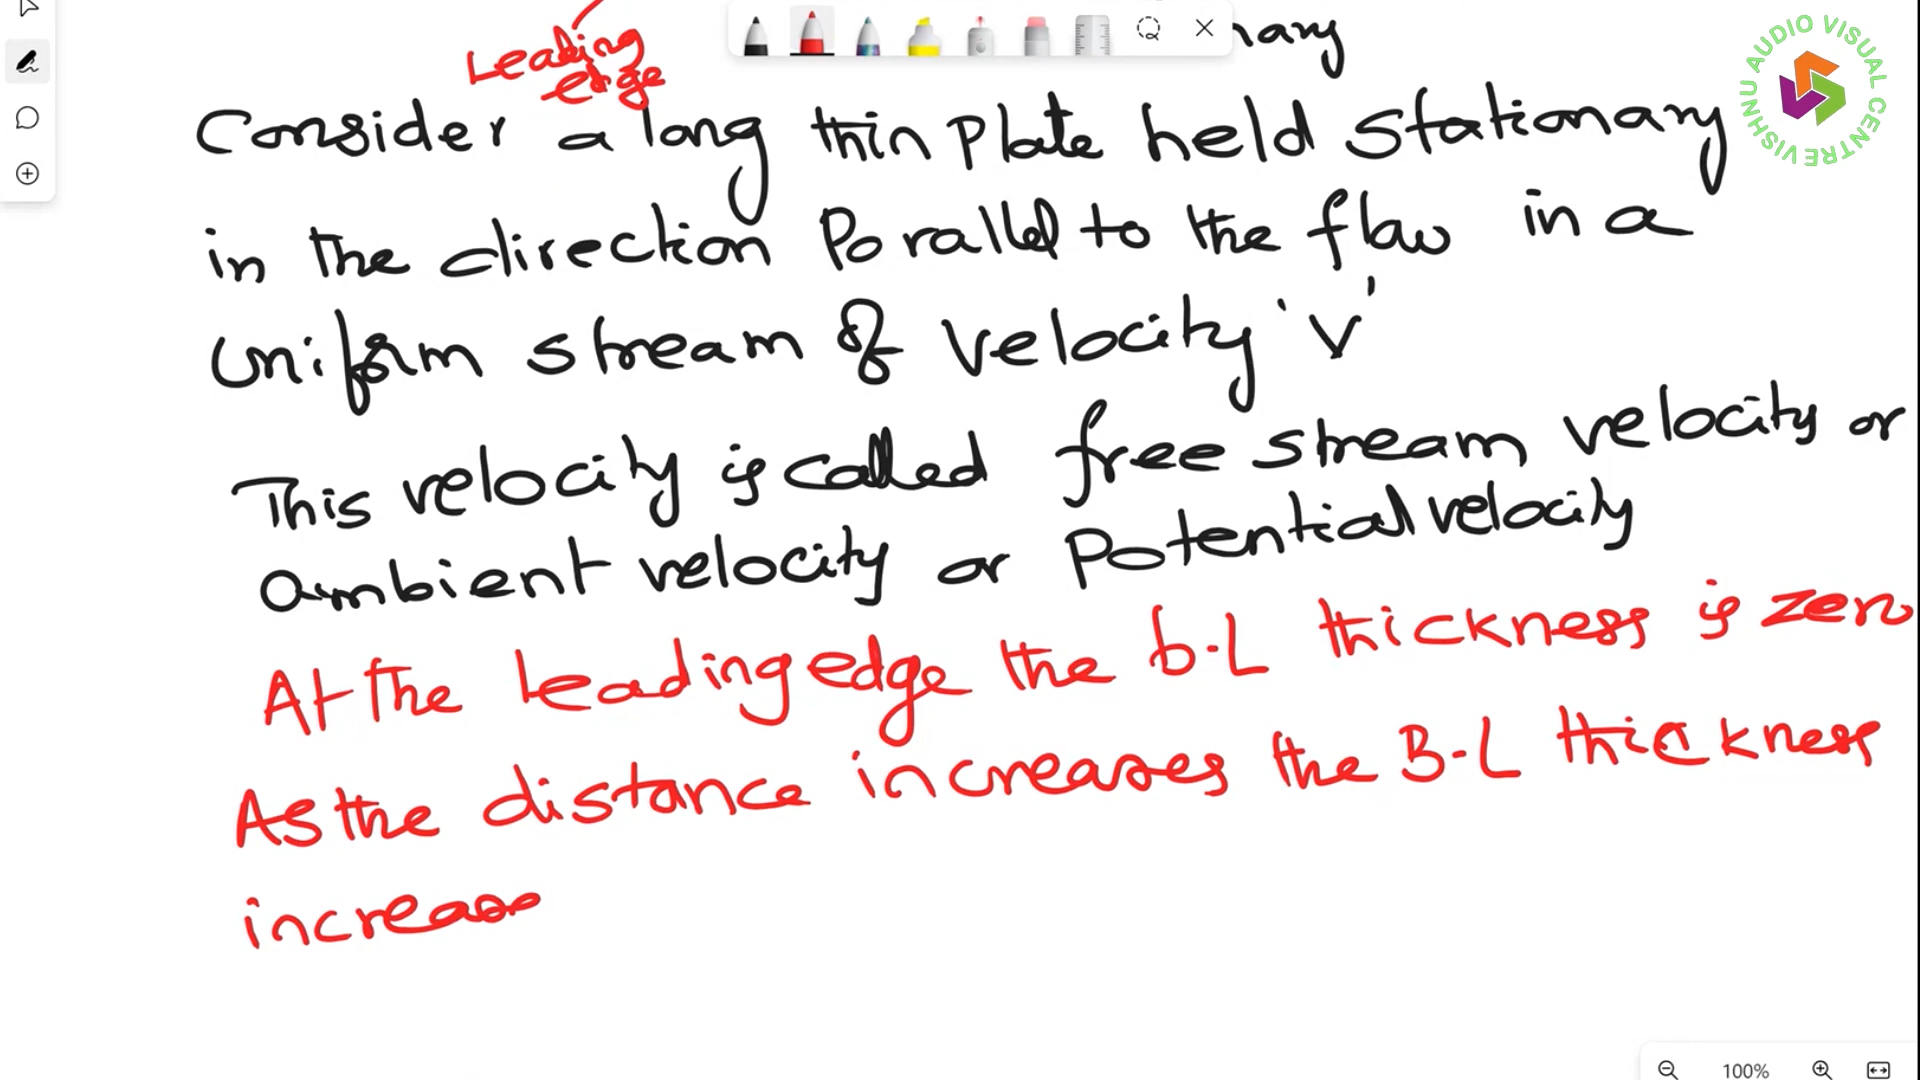 Leading
edge
nary
Consider a long thin plate held stationary
in the direction Parallel to the flow in a
Uniform stream of velocity 'v'
This velocity is called free stream velocity or
ambient velocity or Potential velocity
At the Leading edge the b.L thickness is zero
As the distance increases the B-L thickness
increase
VISHNU AUDIO VISUAL CENTRE
100%